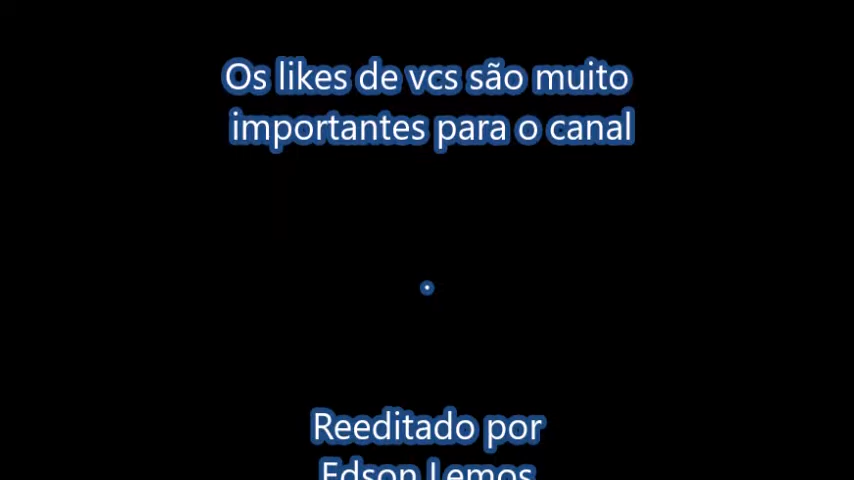 Os likes de vcs são muito
importantes para o canal
.
Reeditado por
Edson Lemos